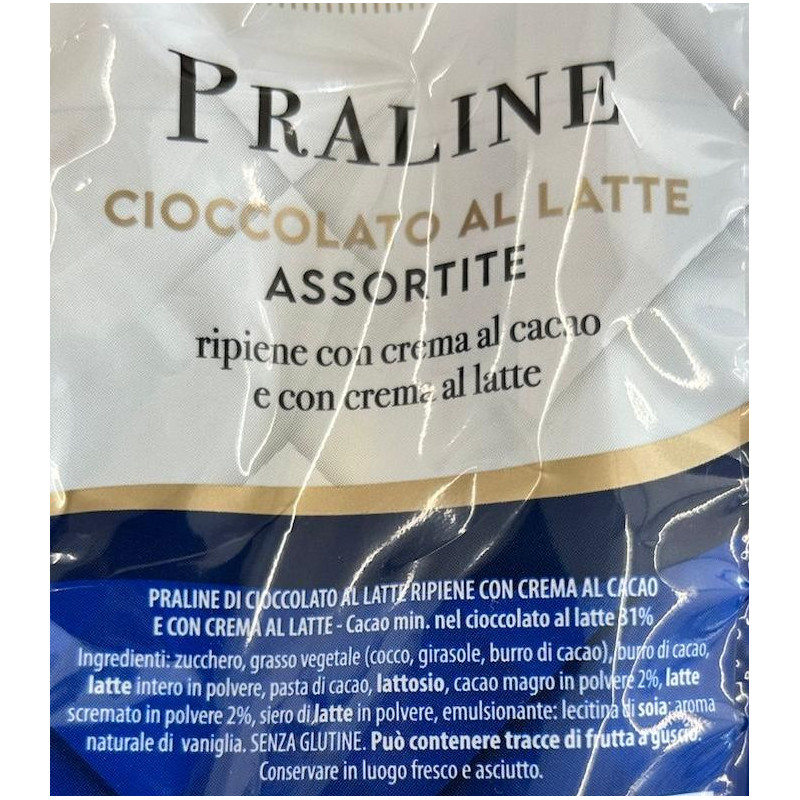 PRALINE
CIOCCOLATO AL LATTE
ASSORTITE
ripiene con crema al cacao
e con crema al latte
PRALINE DI CIOCCOLATO AL LATTE RIPIENE CON CREMA AL CACAO
E CON CREMA AL LATTE - Cacao min. nel cioccolato al latte 31%
Ingredienti: zucchero, grasso vegetale (cocco, girasole, burro di cacao), burro di cacao,
latte intero in polvere, pasta di cacao, lattosio, cacao magro in polvere 2%, latte
scremato in polvere 2%, siero di latte in polvere, emulsionante: lecitina di soia; aroma
naturale di vaniglia. SENZA GLUTINE. Può contenere tracce di frutta a guscio.
Conservare in luogo fresco e asciutto.